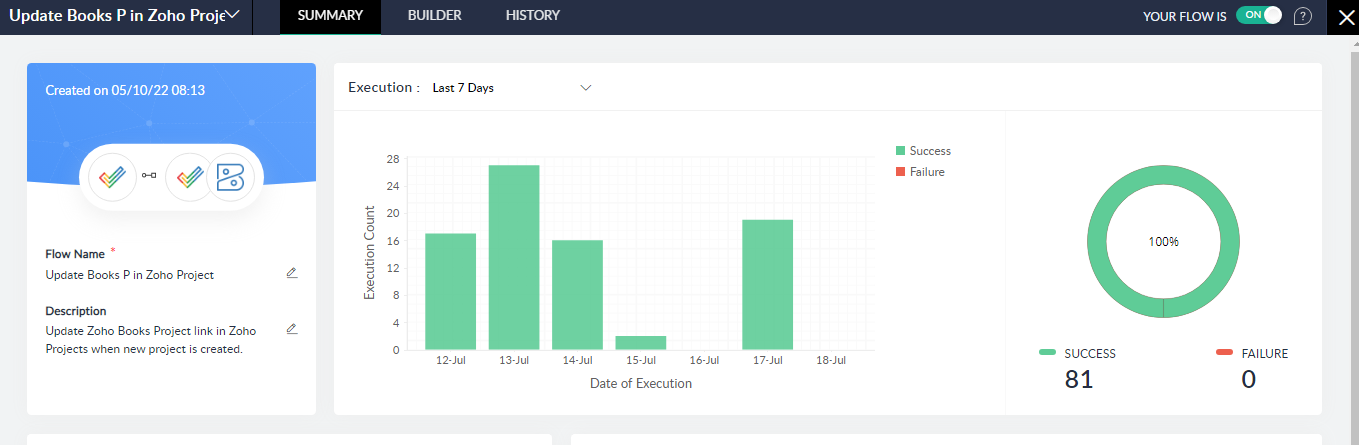 Update Books P in Zoho Proje
SUMMARY
BUILDER
HISTORY
YOUR FLOW IS
ON
?
Created on 05/10/22 08:13
Flow Name *
Update Books P in Zoho Project
Description
Update Zoho Books Project link in Zoho
Projects when new project is created.
Execution : Last 7 Days
Execution Count
28
24
20
16
12
8
4
0
12-Jul
13-Jul
14-Jul
15-Jul
16-Jul
17-Jul
18-Jul
Date of Execution
Success
Failure
100%
SUCCESS
81
FAILURE
0